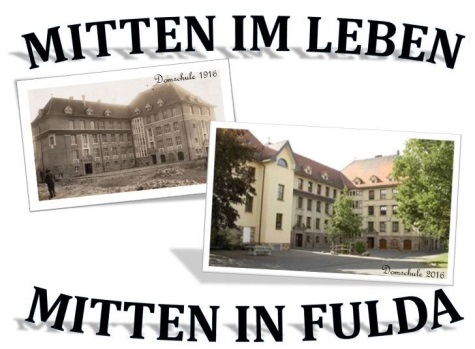 MITTEN IM LEBEN
Domschule 1916
Domschule 2016
MITTEN IN FULDA